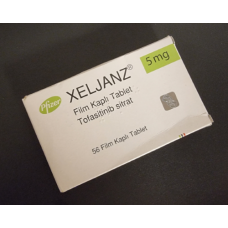 Pfizer
XELJANZ®
5 mg
Film Kaplı Tablet
Tofasitinib sitrat
56 Film Kaplı Tablet